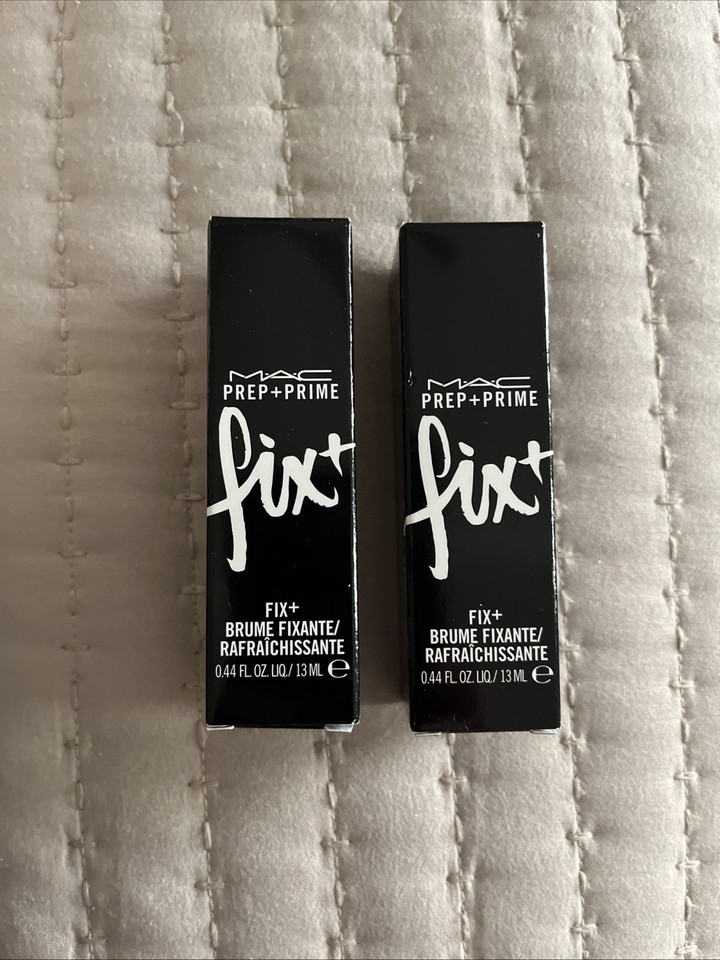 M·A·C
PREP+PRIME
fix+
FIX+
BRUME FIXANTE/
RAFRAÎCHISSANTE
0.44 FL. OZ. LIQ./ 13 ML ℮
M·A·C
PREP+PRIME
fix+
FIX+
BRUME FIXANTE/
RAFRAÎCHISSANTE
0.44 FL. OZ. LIQ./ 13 ML ℮